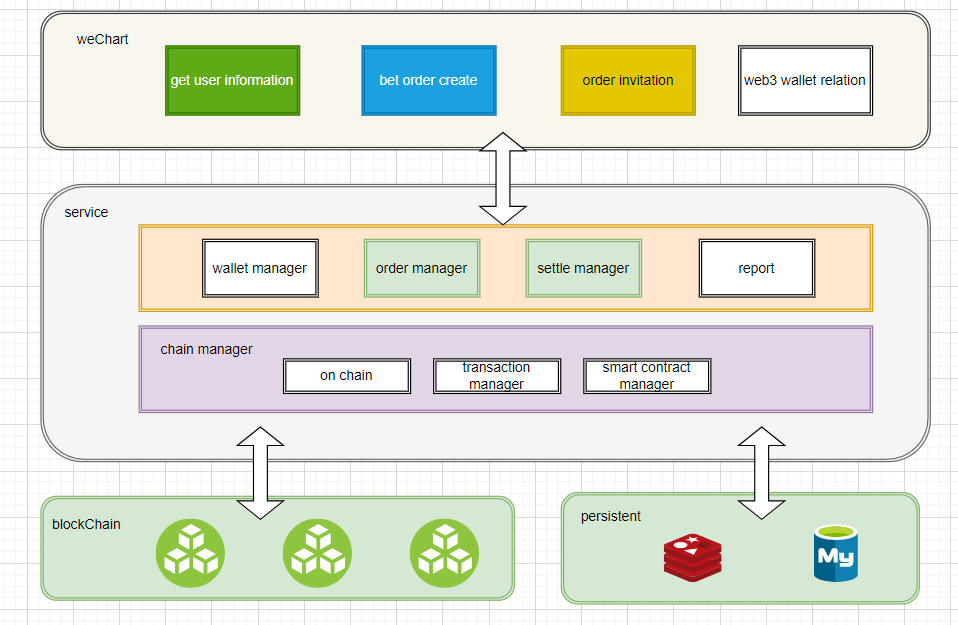 weChart
get user information
bet order create
order invitation
web3 wallet relation
service
wallet manager
order manager
settle manager
report
chain manager
on chain
transaction
manager
smart contract
manager
blockChain
persistent
My